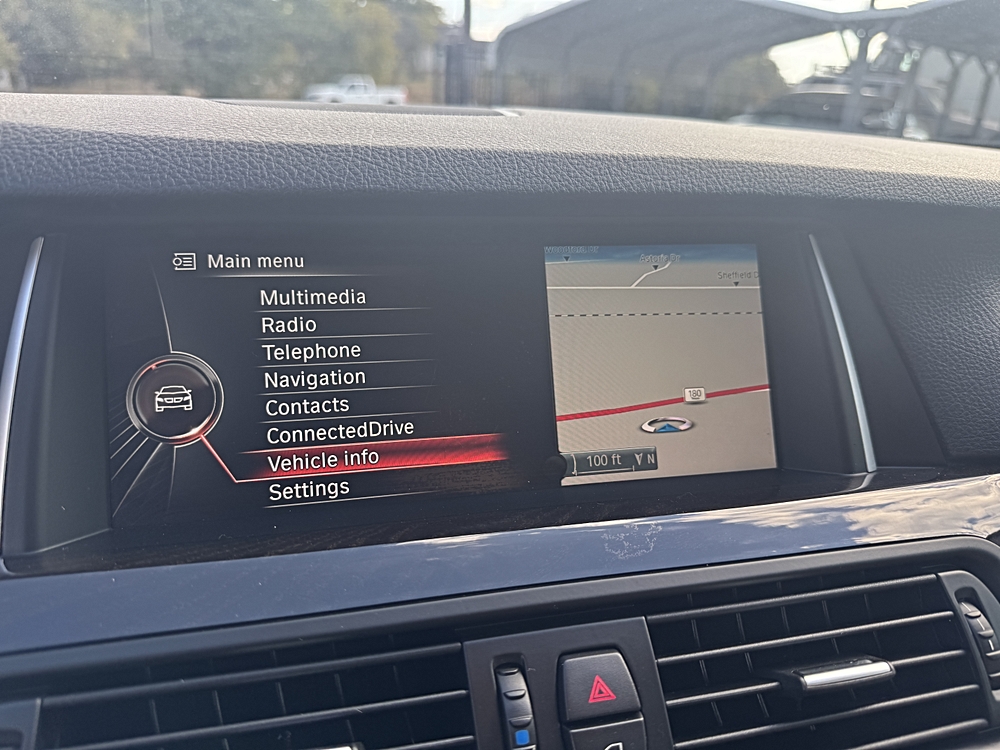 Main menu
Multimedia
Radio
Telephone
Navigation
Contacts
ConnectedDrive
Vehicle info
Settings
180
100 ft
N